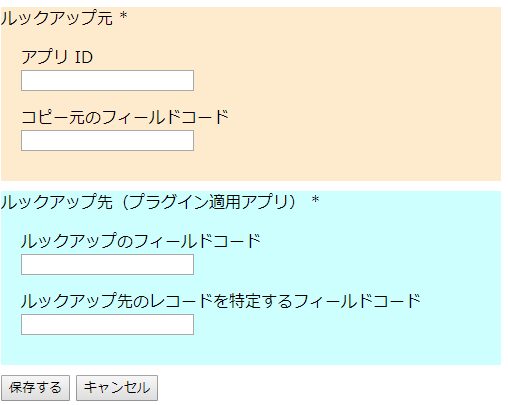 ルックアップ元 *
アプリ ID
コピー元のフィールドコード
ルックアップ先（プラグイン適用アプリ） *
ルックアップのフィールドコード
ルックアップ先のレコードを特定するフィールドコード
保存する キャンセル